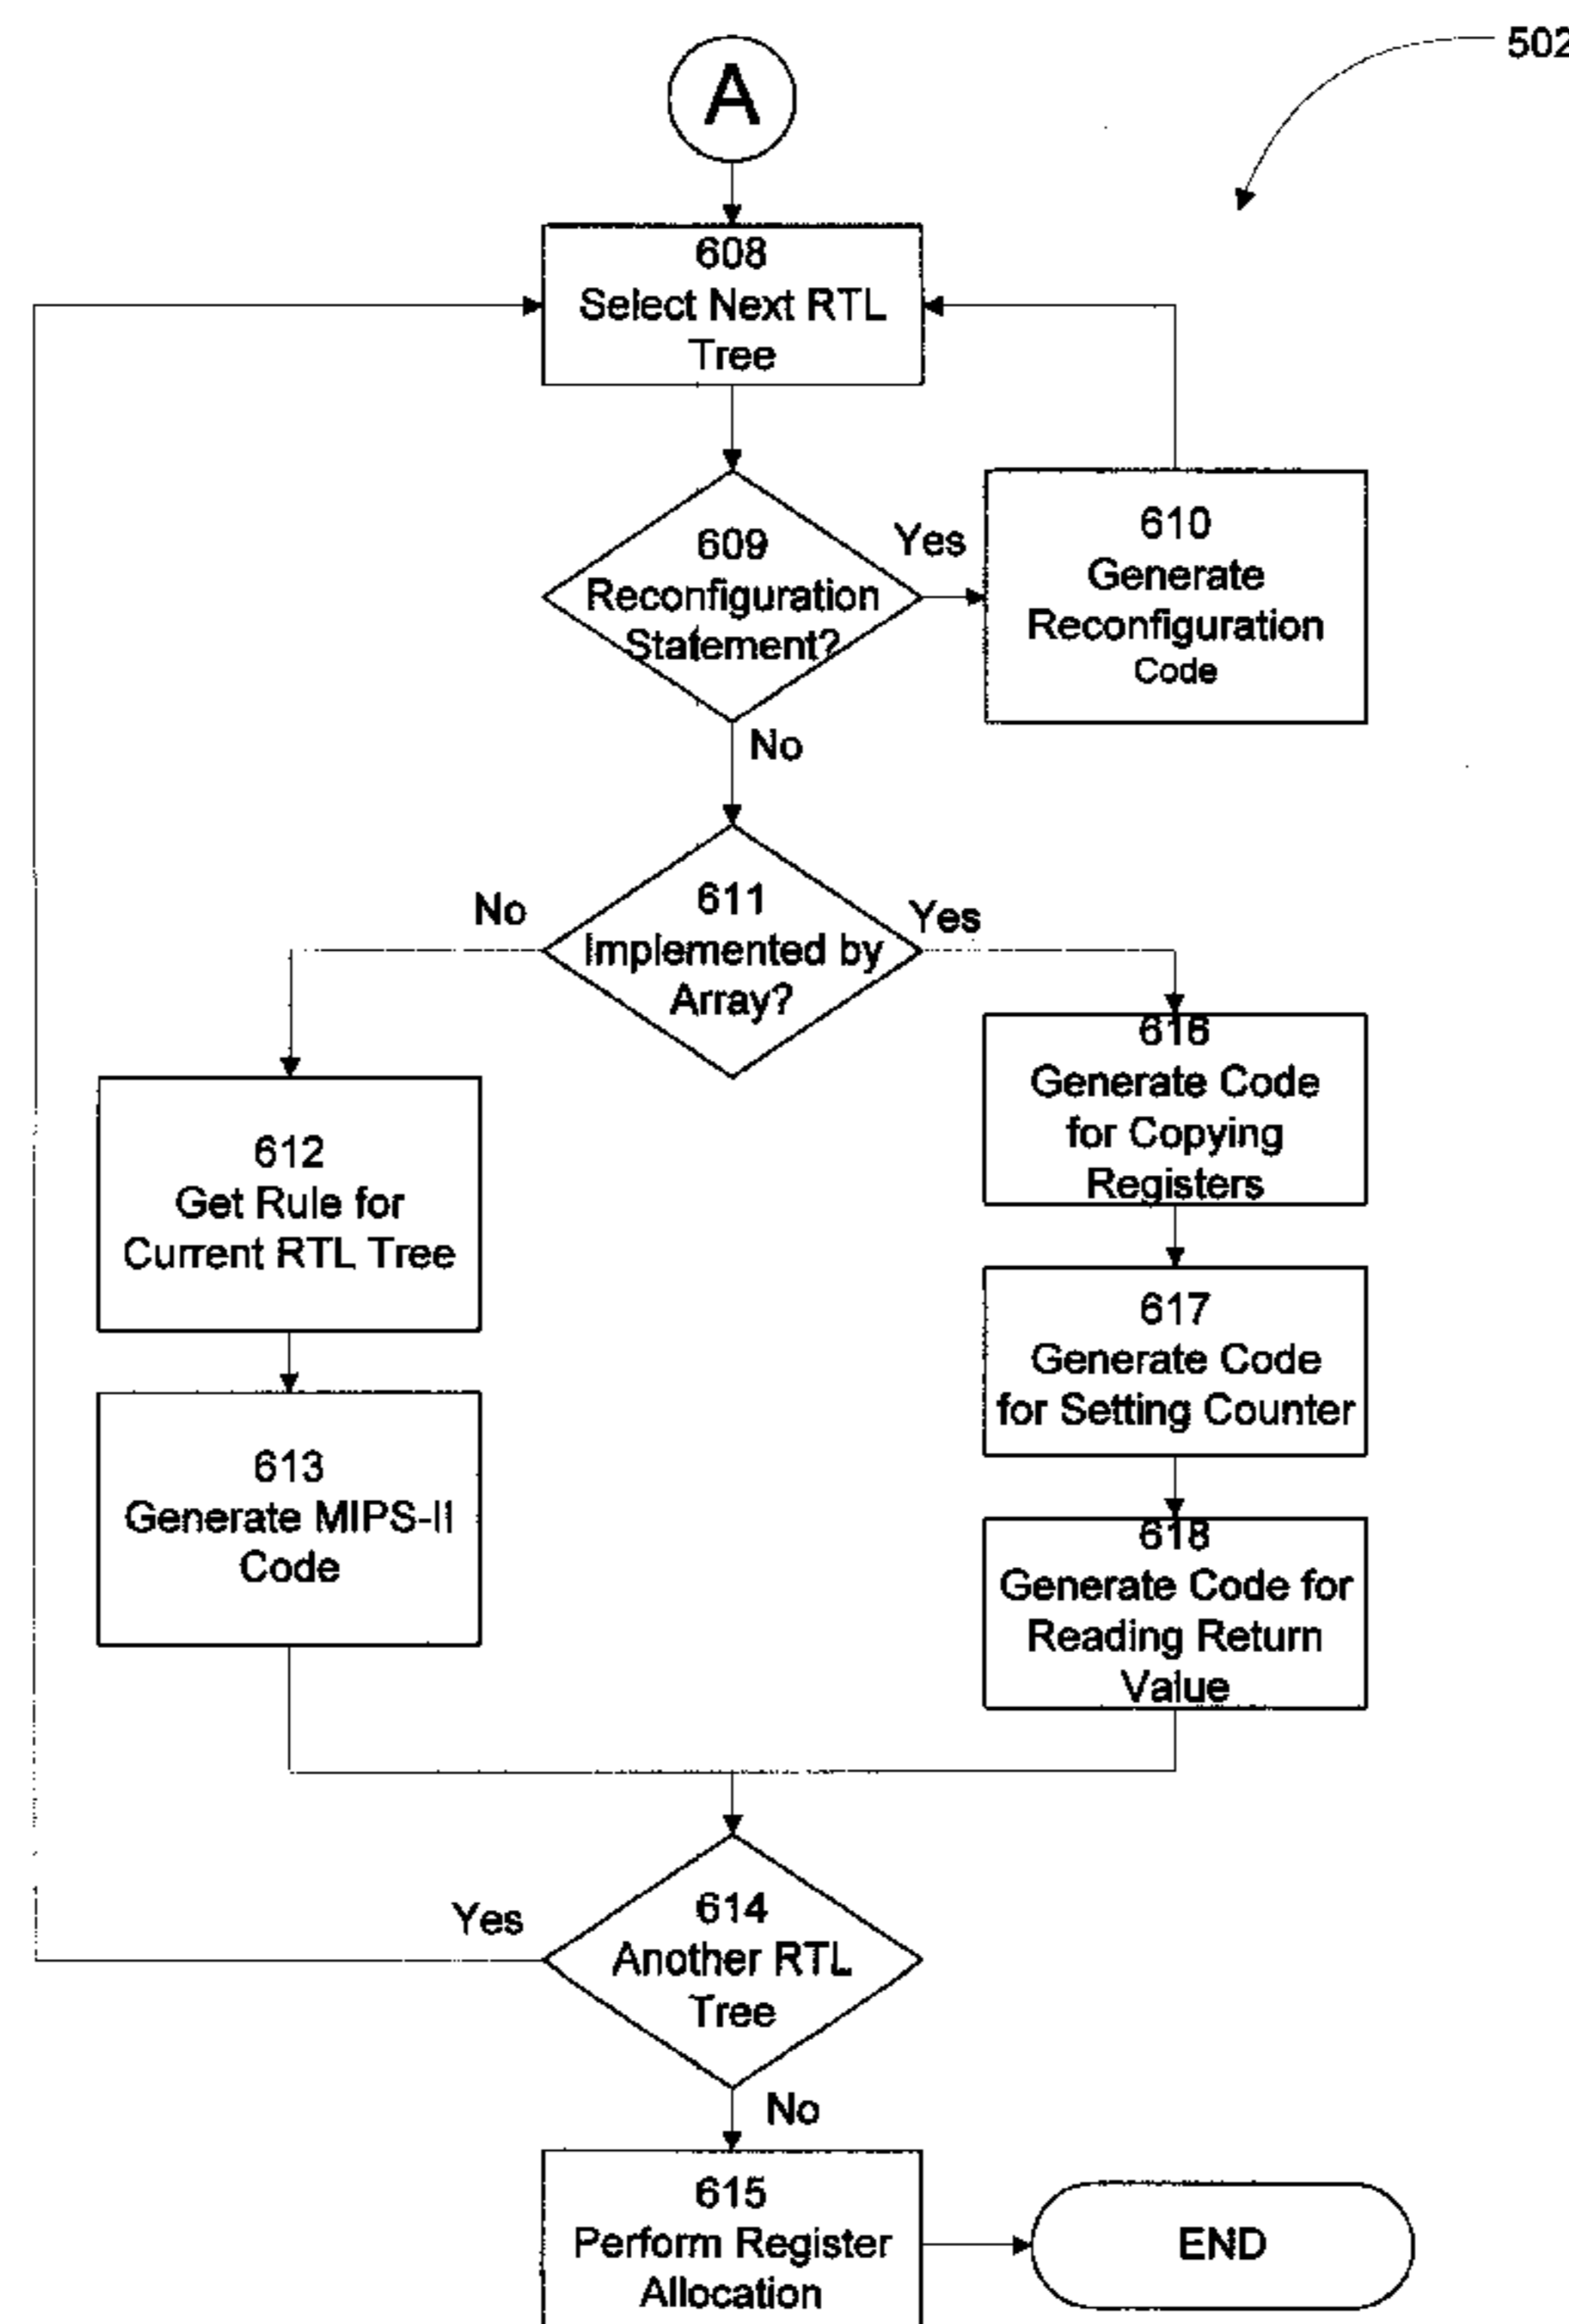 502
A
608
Select Next RTL
Tree
609
Reconfiguration
Statement?
Yes
610
Generate
Reconfiguration
Code
No
611
Implemented by
Array?
No
Yes
612
Get Rule for
Current RTL Tree
616
Generate Code
for Copying
Registers
613
Generate MIPS-II
Code
617
Generate Code
for Setting Counter
618
Generate Code for
Reading Return
Value
614
Another RTL
Tree
Yes
No
615
Perform Register
Allocation
END